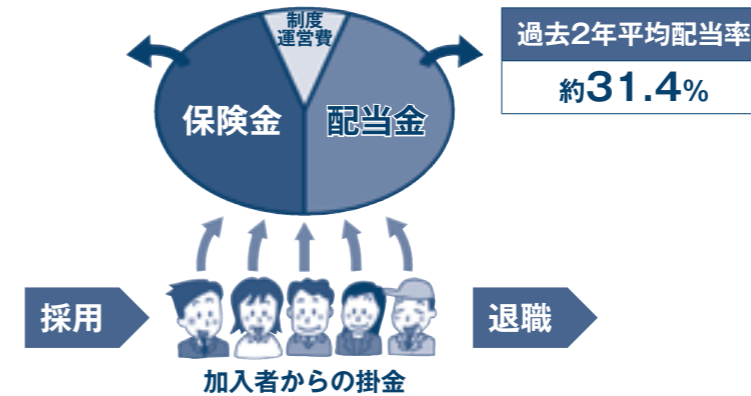 制度
運営費
過去2年平均配当率
約31.4%
保険金
配当金
採用
退職
加入者からの掛金